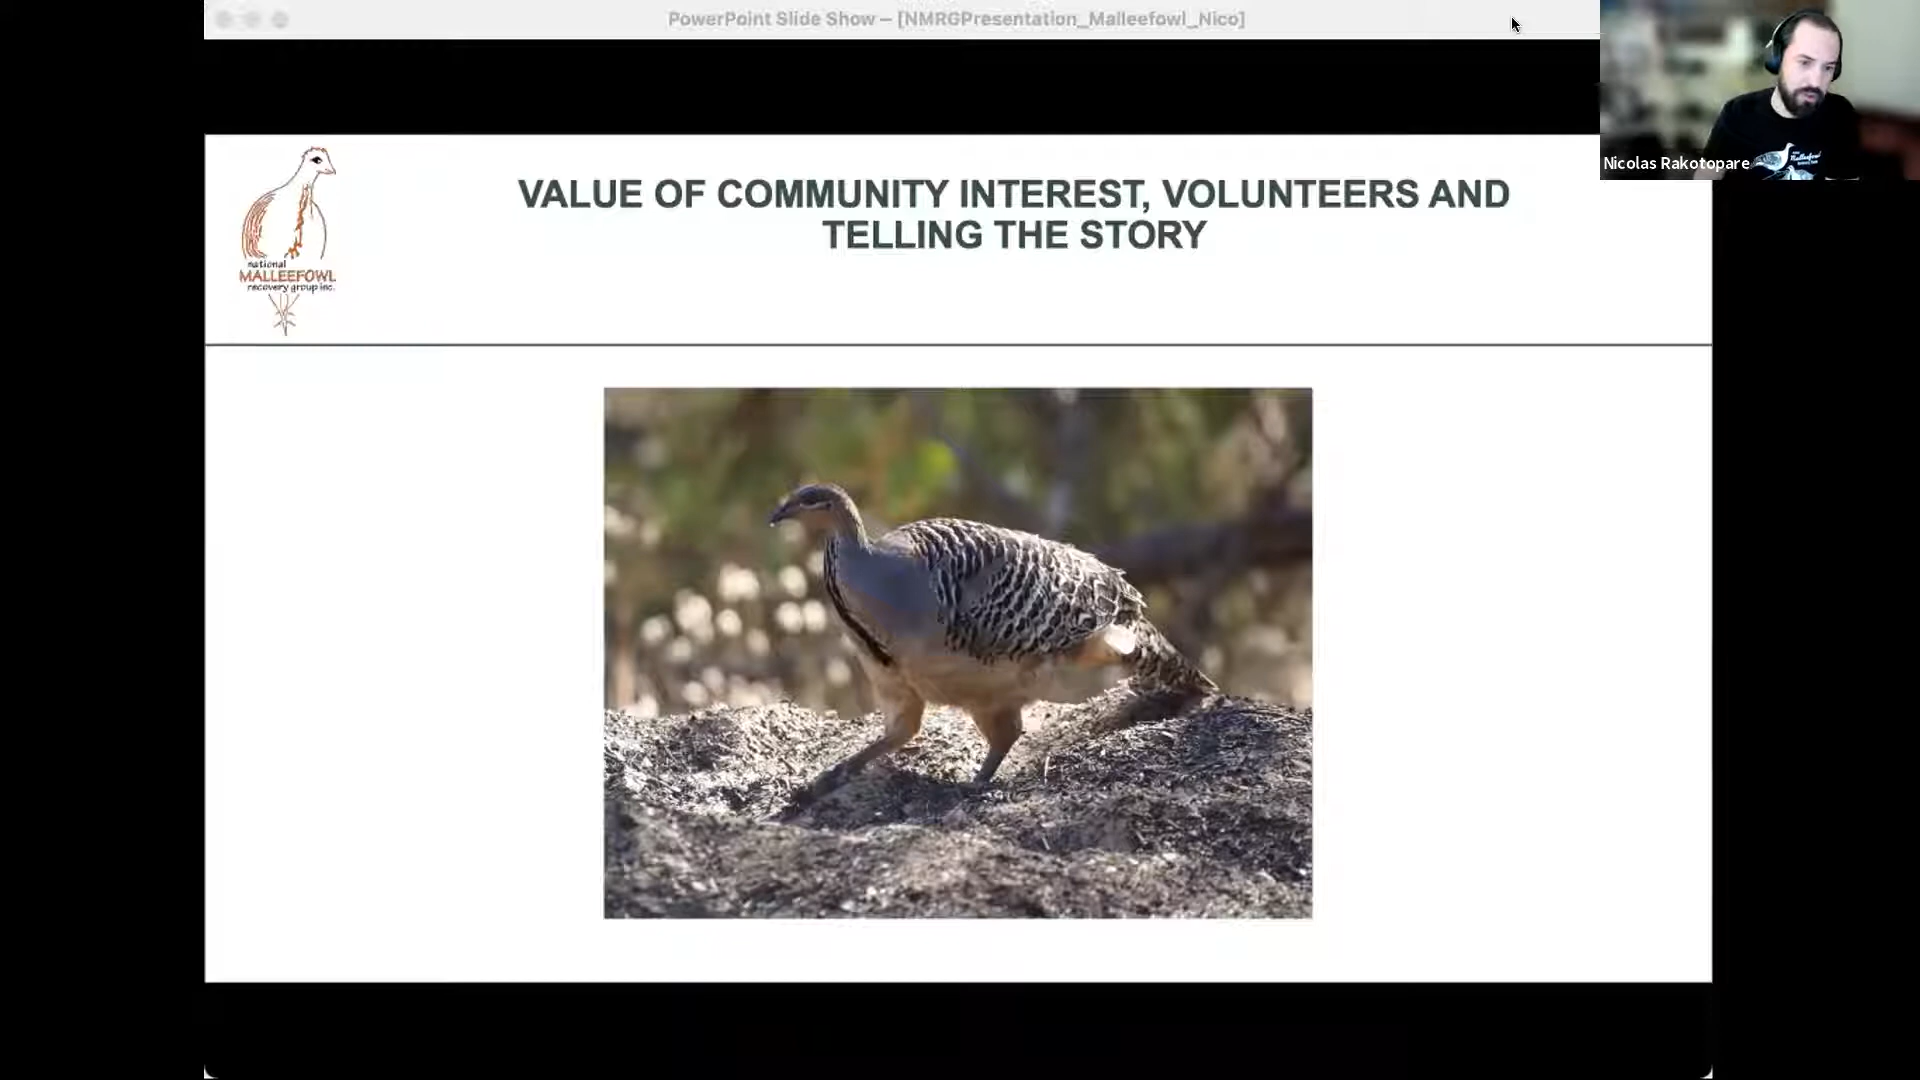 PowerPoint Slide Show – [NMRGPresentation_Malleefowl_Nico]
Nicolas Rakotopare
VALUE OF COMMUNITY INTEREST, VOLUNTEERS AND
TELLING THE STORY
national
MALLEEFOWL
recovery group inc.